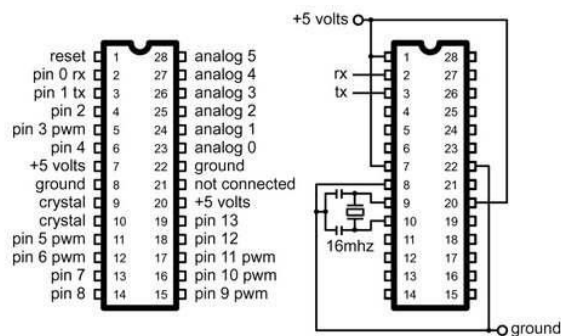 reset 1 28 analog 5
pin 0 rx 2 27 analog 4
pin 1 tx 3 26 analog 3
pin 2 4 25 analog 2
pin 3 pwm 5 24 analog 1
pin 4 6 23 analog 0
+5 volts 7 22 ground
ground 8 21 not connected
crystal 9 20 +5 volts
crystal 10 19 pin 13
pin 5 pwm 11 18 pin 12
pin 6 pwm 12 17 pin 11 pwm
pin 7 13 16 pin 10 pwm
pin 8 14 15 pin 9 pwm
+5 volts
1 28
rx 2 27
tx 3 26
4 25
5 24
6 23
7 22
8 21
9 20
10 19
16mhz 11 18
12 17
13 16
14 15
ground